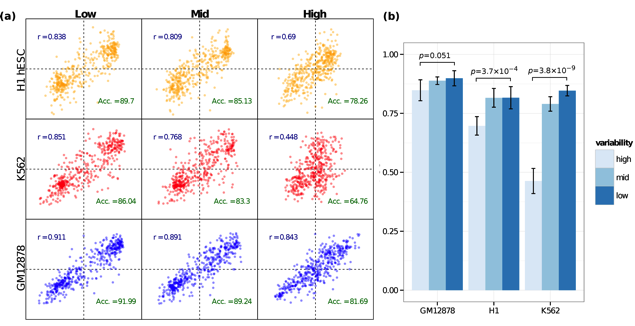 (a)
Low
Mid
High
H1 hESC
r=0.838
Acc. =89.7
r=0.809
Acc. =85.13
r=0.69
Acc. =78.26
K562
r=0.851
Acc. =86.04
r=0.768
Acc. =83.3
r=0.448
Acc. =64.76
GM12878
r=0.911
Acc. =91.99
r=0.891
Acc. =89.24
r=0.843
Acc. =81.69
(b)
1.00
0.75
0.50
0.25
0.00
p=0.051
p=3.7×10⁻⁴
p=3.8×10⁻⁹
GM12878
H1
K562
variability
high
mid
low